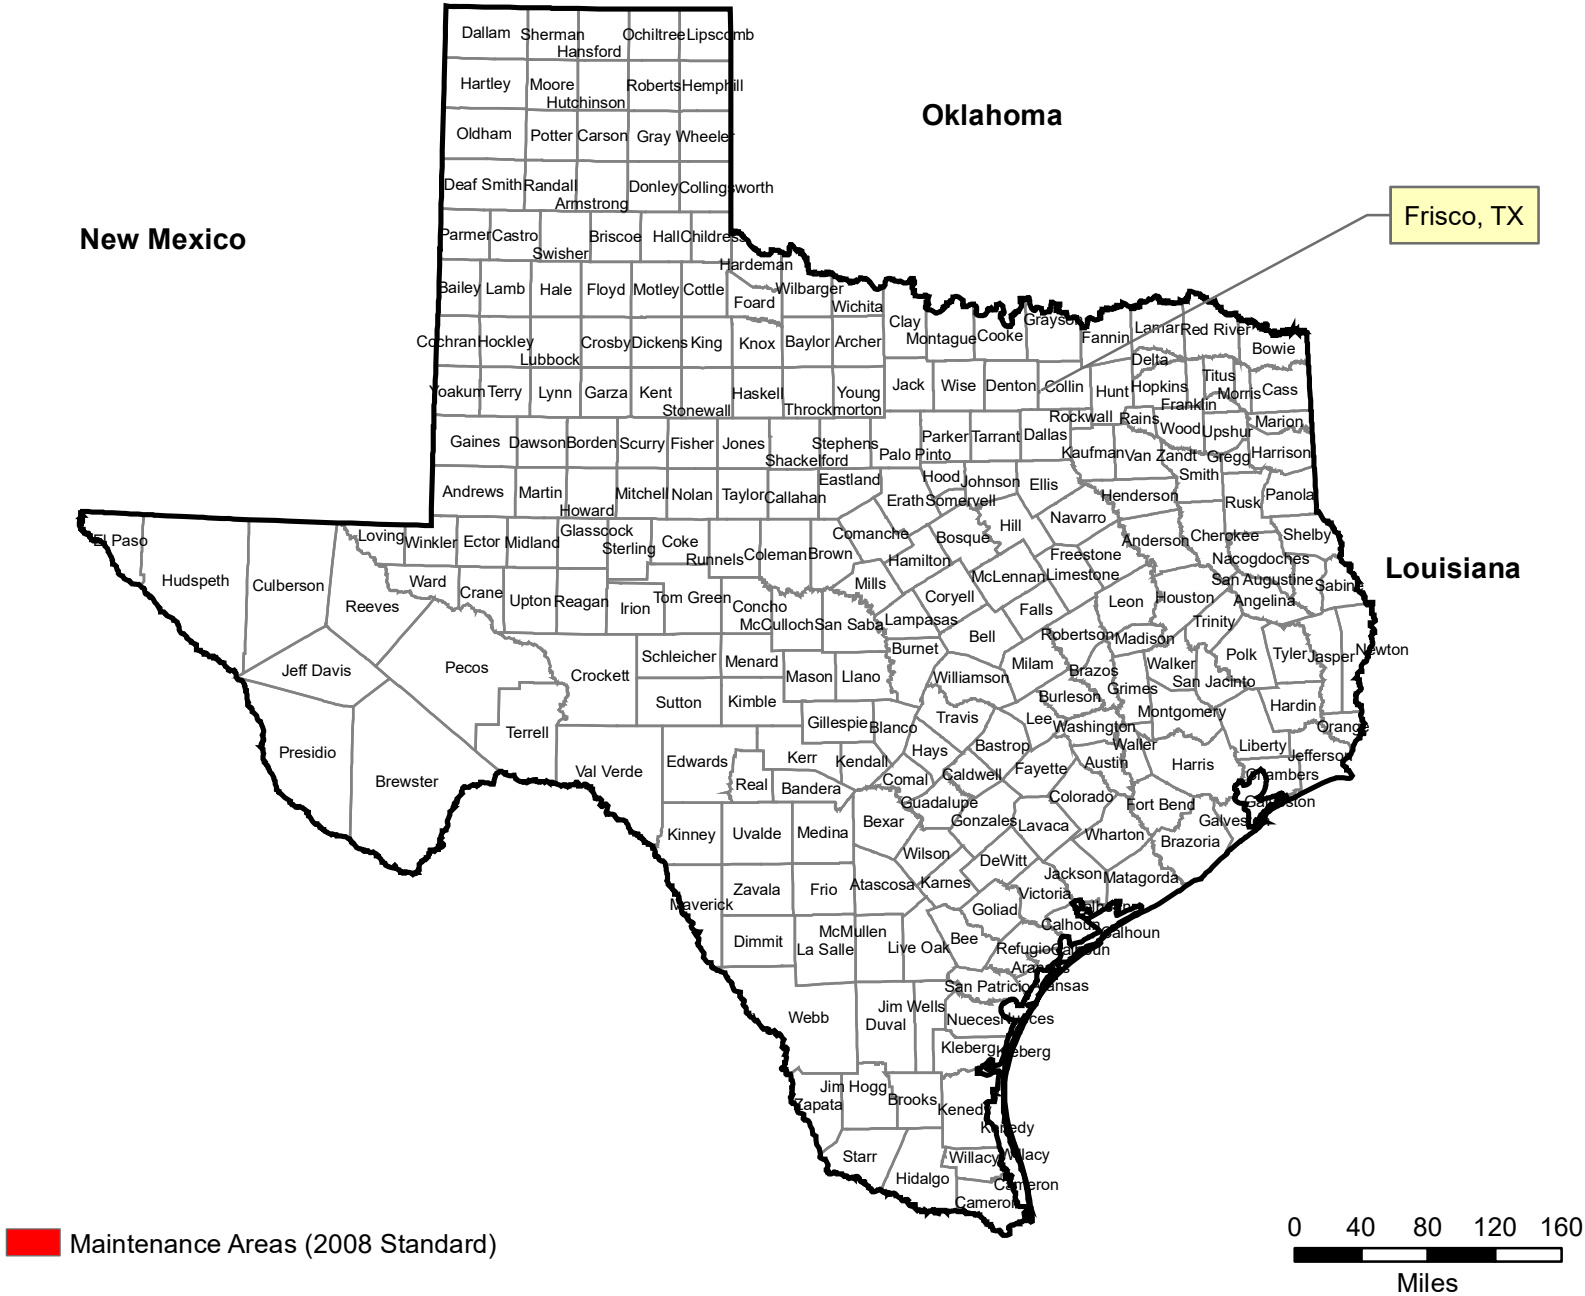 Dallam Sherman Ochiltree Lipscomb
Hansford
Hartley Moore Roberts Hemphill
Hutchinson
Oklahoma
Oldham Potter Carson Gray Wheeler
Deaf Smith Randall Donley Collingsworth
Armstrong
Frisco, TX
New Mexico
Parmer Castro Briscoe Hall Childress
Swisher
Hardeman
Bailey Lamb Hale Floyd Motley Cottle Wilbarger
Foard Wichita
Clay Grayson
Cochran Hockley Crosby Dickens King Knox Baylor Archer Montague Cooke Fannin Lamar Red River
Lubbock Bowie
Delta
Yoakum Terry Lynn Garza Kent Haskell Young Jack Wise Denton Collin Hunt Hopkins Titus Morris Cass
Stonewall Throckmorton Franklin
Rockwall Rains Marion
Gaines Dawson Borden Scurry Fisher Jones Stephens Parker Tarrant Dallas Wood Upshur
Shackelford Palo Pinto Kaufman Van Zandt Gregg Harrison
Smith
Andrews Martin Mitchell Nolan Taylor Callahan Eastland Hood Johnson Ellis Henderson Rusk Panola
Howard Erath Somervell
Navarro
El Paso Loving Winkler Ector Midland Glasscock Sterling Coke Runnels Coleman Brown Comanche Bosque Hill Anderson Cherokee Shelby
Hamilton Freestone Nacogdoches
Louisiana
Hudspeth Culberson Reeves Ward Crane Mills McLennan Limestone San Augustine Sabine
Upton Reagan Irion Tom Green Concho Coryell Falls Leon Houston Angelina
McCulloch San Saba Lampasas Trinity
Bell Robertson Madison
Jeff Davis Pecos Crockett Schleicher Menard Burnet Milam Brazos Walker Polk Tyler Jasper Newton
Mason Llano Williamson San Jacinto
Sutton Kimble Burleson Grimes
Terrell Gillespie Blanco Travis Lee Washington Montgomery Hardin
Orange
Presidio Brewster Val Verde Edwards Kerr Kendall Hays Bastrop Waller Liberty Jefferson
Real Bandera Comal Caldwell Fayette Austin Harris Chambers
Guadalupe Colorado Fort Bend Galveston
Kinney Uvalde Medina Bexar Gonzales Lavaca Wharton Galves
Brazoria
Wilson DeWitt
Maverick Zavala Frio Atascosa Karnes Jackson Matagorda
Victoria
Goliad Calhoun
Dimmit McMullen Bee Calhoun Calhoun
La Salle Live Oak Refugio Calhoun
Aransas
San Patricio Aransas
Webb Jim Wells Nueces Nueces
Duval
Kleberg Kleberg
Jim Hogg
Zapata Brooks Kenedy
Kenedy
Starr Willacy Willacy
Hidalgo Cameron
Cameron
Maintenance Areas (2008 Standard)
0 40 80 120 160
Miles